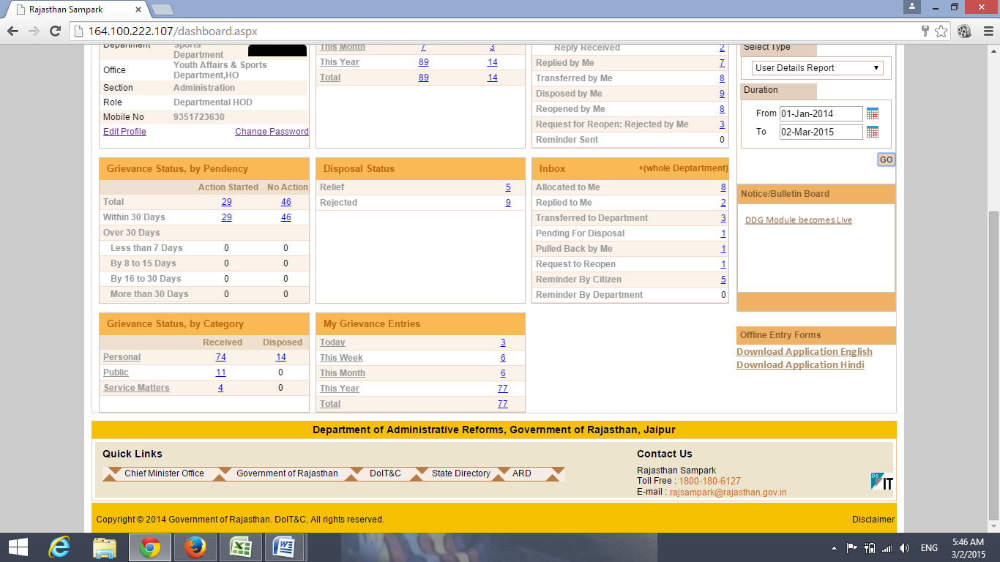 Rajasthan Sampark
164.100.222.107/dashboard.aspx
Department Sports
Department
Office Youth Affairs & Sports
Department,HO
Section Administration
Role Departmental HOD
Mobile No 9351723630
Edit Profile Change Password
This Month 7 3
This Year 89 14
Total 89 14
Reply Received 2
Replied by Me 7
Transferred by Me 8
Disposed by Me 9
Reopened by Me 8
Request for Reopen: Rejected by Me 3
Reminder Sent 0
Select Type
User Details Report
Duration
From 01-Jan-2014
To 02-Mar-2015
GO
Grievance Status, by Pendency
Action Started No Action
Total 29 46
Within 30 Days 29 46
Over 30 Days
Less than 7 Days 0 0
By 8 to 15 Days 0 0
By 16 to 30 Days 0 0
More than 30 Days 0 0
Disposal Status
Relief 5
Rejected 9
Inbox +(whole Deptartment)
Allocated to Me 8
Replied to Me 2
Transferred to Department 3
Pending For Disposal 1
Pulled Back by Me 1
Request to Reopen 1
Reminder By Citizen 5
Reminder By Department 0
Notice/Bulletin Board
DDG Module becomes Live
Grievance Status, by Category
Received Disposed
Personal 74 14
Public 11 0
Service Matters 4 0
My Grievance Entries
Today 3
This Week 6
This Month 6
This Year 77
Total 77
Offline Entry Forms
Download Application English
Download Application Hindi
Department of Administrative Reforms, Government of Rajasthan, Jaipur
Quick Links
Chief Minister Office Government of Rajasthan DoIT&C State Directory ARD
Contact Us
Rajasthan Sampark
Toll Free : 1800-180-6127
E-mail : rajsampark@rajasthan.gov.in
Do IT
Copyright © 2014 Government of Rajasthan. DoIT&C, All rights reserved. Disclaimer
ENG
5:46 AM
3/2/2015